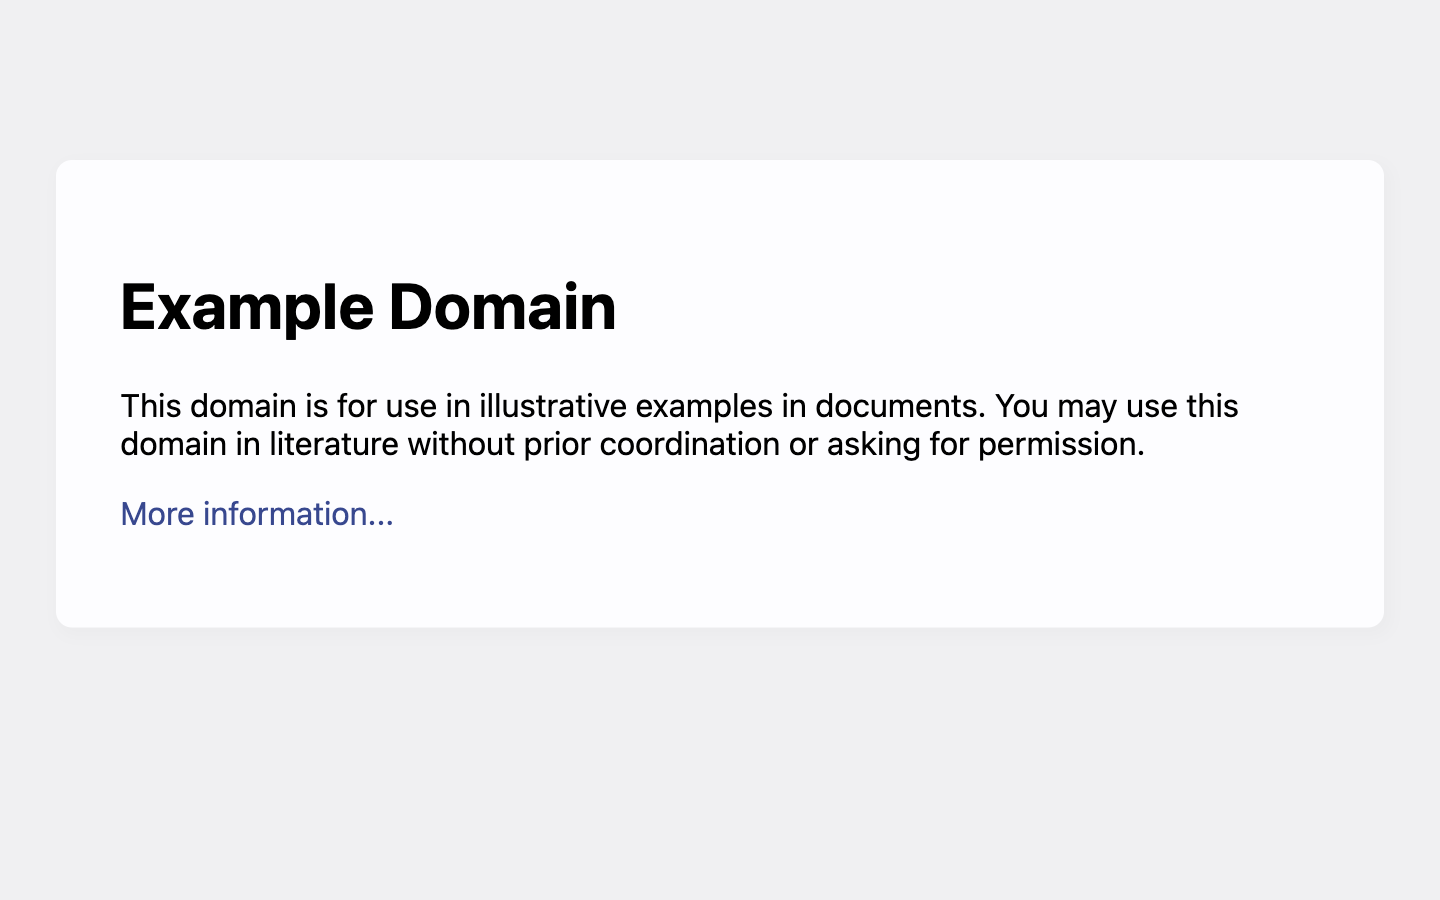 Example Domain
This domain is for use in illustrative examples in documents. You may use this
domain in literature without prior coordination or asking for permission.
More information...